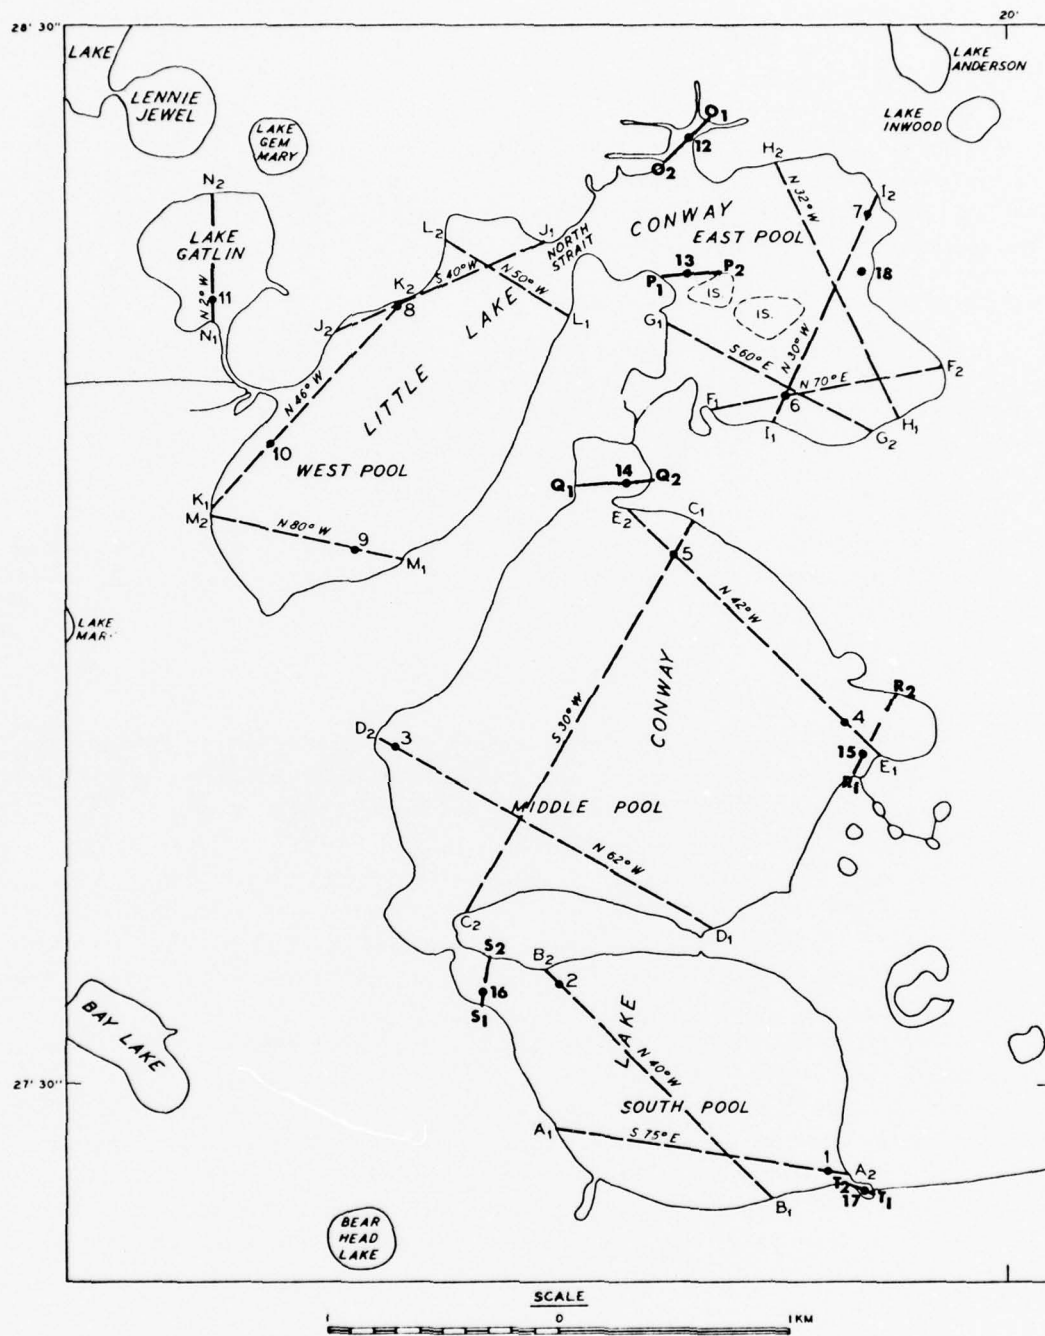 28' 30"
20'
LAKE
LENNIE
JEWEL
LAKE
GEM
MARY
LAKE
ANDERSON
LAKE
INWOOD
O1
12
O2
H2
N 32° W
I2
7
N2
LAKE
GATLIN
N 2° W
11
N1
L2
J1
NORTH
STRAIT
CONWAY
EAST POOL
S 40° W
N 50° W
K2
8
J2
L1
13
P2
P1
IS.
IS.
18
G1
S 60° E
N 30° W
N 70° E
F2
F1
6
I1
G2
H1
LITTLE LAKE
N 46° W
10
WEST POOL
K1
M2
N 80° W
9
M1
Q1
14
Q2
E2
C1
5
N 42° W
LAKE
MAR
R2
4
15
E1
R1
D2
3
S 30° W
CONWAY
MIDDLE POOL
N 62° W
C2
D1
S2
16
S1
B2
2
LAKE
N 40° W
BAY LAKE
27' 30"
SOUTH POOL
A1
S 75° E
1
A2
T2
17
T1
B1
BEAR
HEAD
LAKE
SCALE
1
0
1 KM